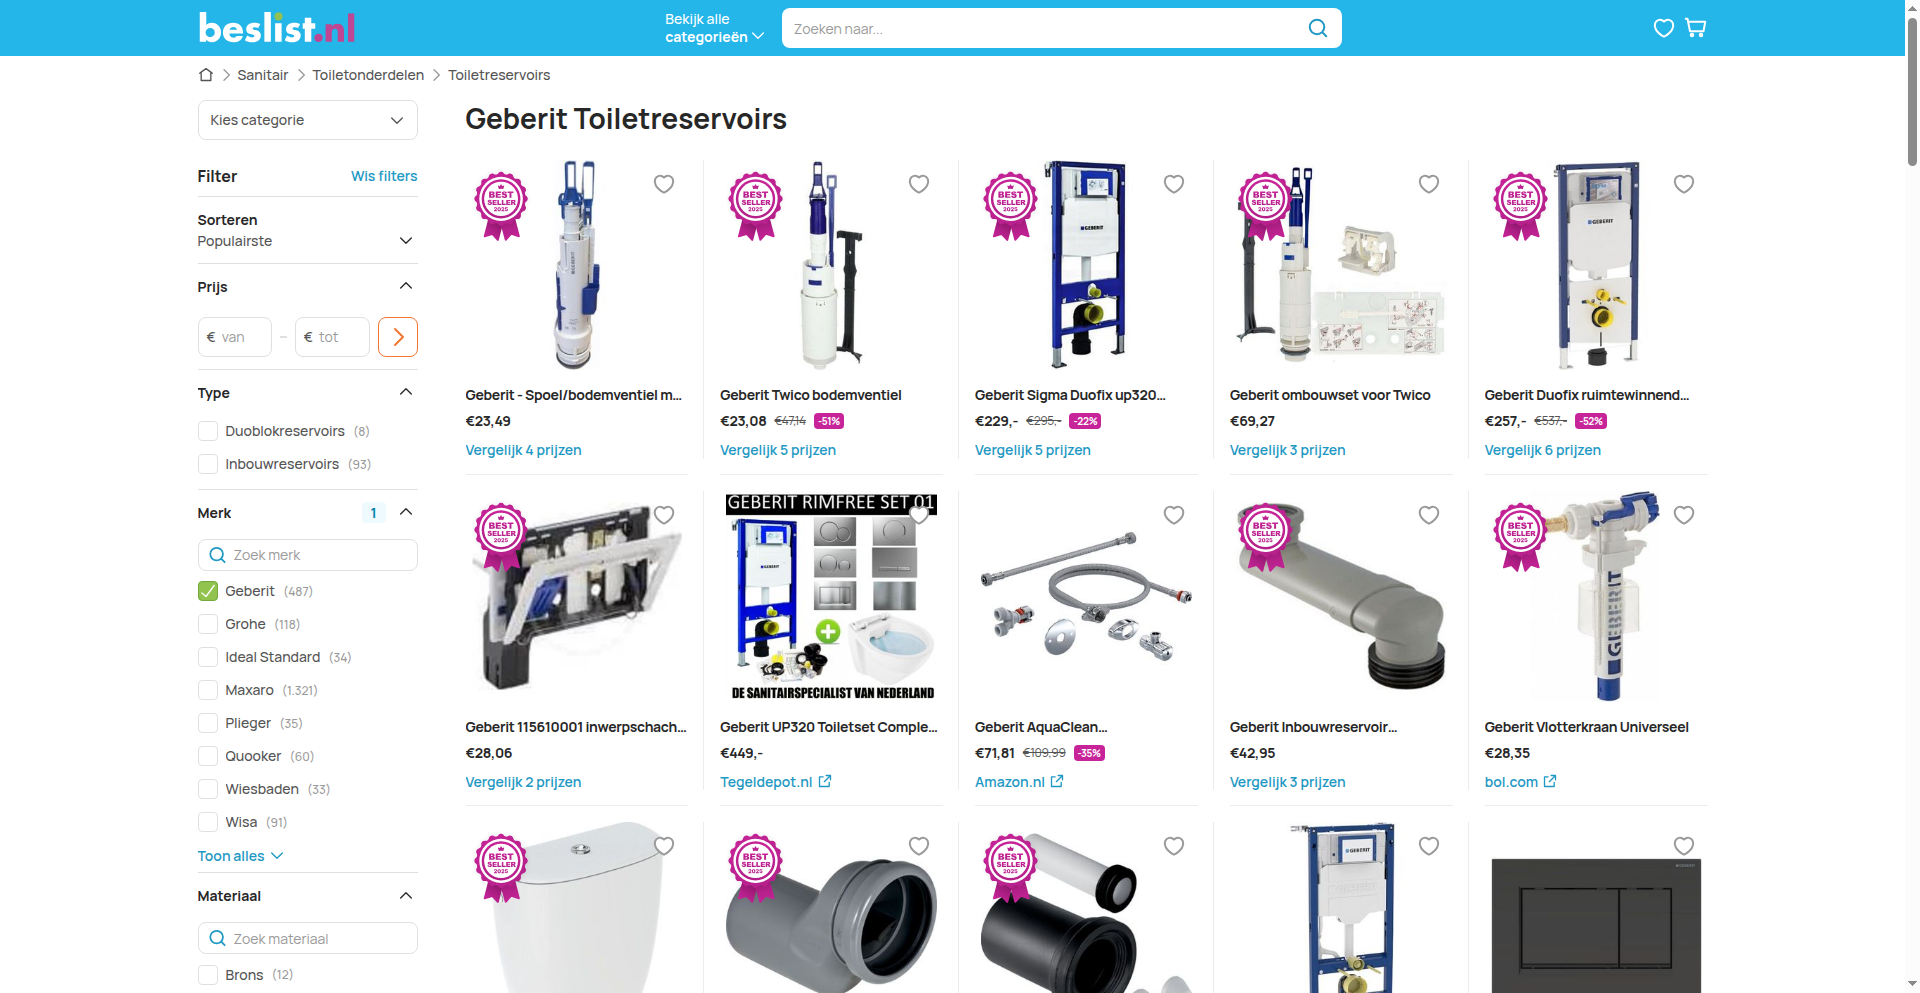 beslist.nl
Bekijk alle
categorieën
Zoeken naar...
Sanitair
Toiletonderdelen
Toiletreservoirs
Kies categorie
Geberit Toiletreservoirs
Filter
Wis filters
Sorteren
Populairste
Prijs
€ van
–
€ tot
Type
Duoblokreservoirs (8)
Inbouwreservoirs (93)
Merk 1
Zoek merk
Geberit (487)
Grohe (118)
Ideal Standard (34)
Maxaro (1.321)
Plieger (35)
Quooker (60)
Wiesbaden (33)
Wisa (91)
Toon alles
Materiaal
Zoek materiaal
Brons (12)
BEST
SELLER
2025
Geberit - Spoel/bodemventiel m...
€23,49
Vergelijk 4 prijzen
BEST
SELLER
2025
Geberit Twico bodemventiel
€23,08 €47,14 -51%
Vergelijk 5 prijzen
BEST
SELLER
2025
GEBERIT
Geberit Sigma Duofix up320...
€229,- €295,- -22%
Vergelijk 5 prijzen
BEST
SELLER
2025
Geberit ombouwset voor Twico
€69,27
Vergelijk 3 prijzen
BEST
SELLER
2025
GEBERIT
Geberit Duofix ruimtewinnend...
€257,- €537,- -52%
Vergelijk 6 prijzen
BEST
SELLER
2025
Geberit 115610001 inwerpschach...
€28,06
Vergelijk 2 prijzen
GEBERIT RIMFREE SET 01
GEBERIT
DE SANITAIRSPECIALIST VAN NEDERLAND
Geberit UP320 Toiletset Comple...
€449,-
Tegeldepot.nl
Geberit AquaClean...
€71,81 €109,99 -35%
Amazon.nl
BEST
SELLER
2025
Geberit Inbouwreservoir...
€42,95
Vergelijk 3 prijzen
BEST
SELLER
2025
GEBERIT
Geberit Vlotterkraan Universeel
€28,35
bol.com
BEST
SELLER
2025
BEST
SELLER
2025
BEST
SELLER
2025
GEBERIT
GEBERIT